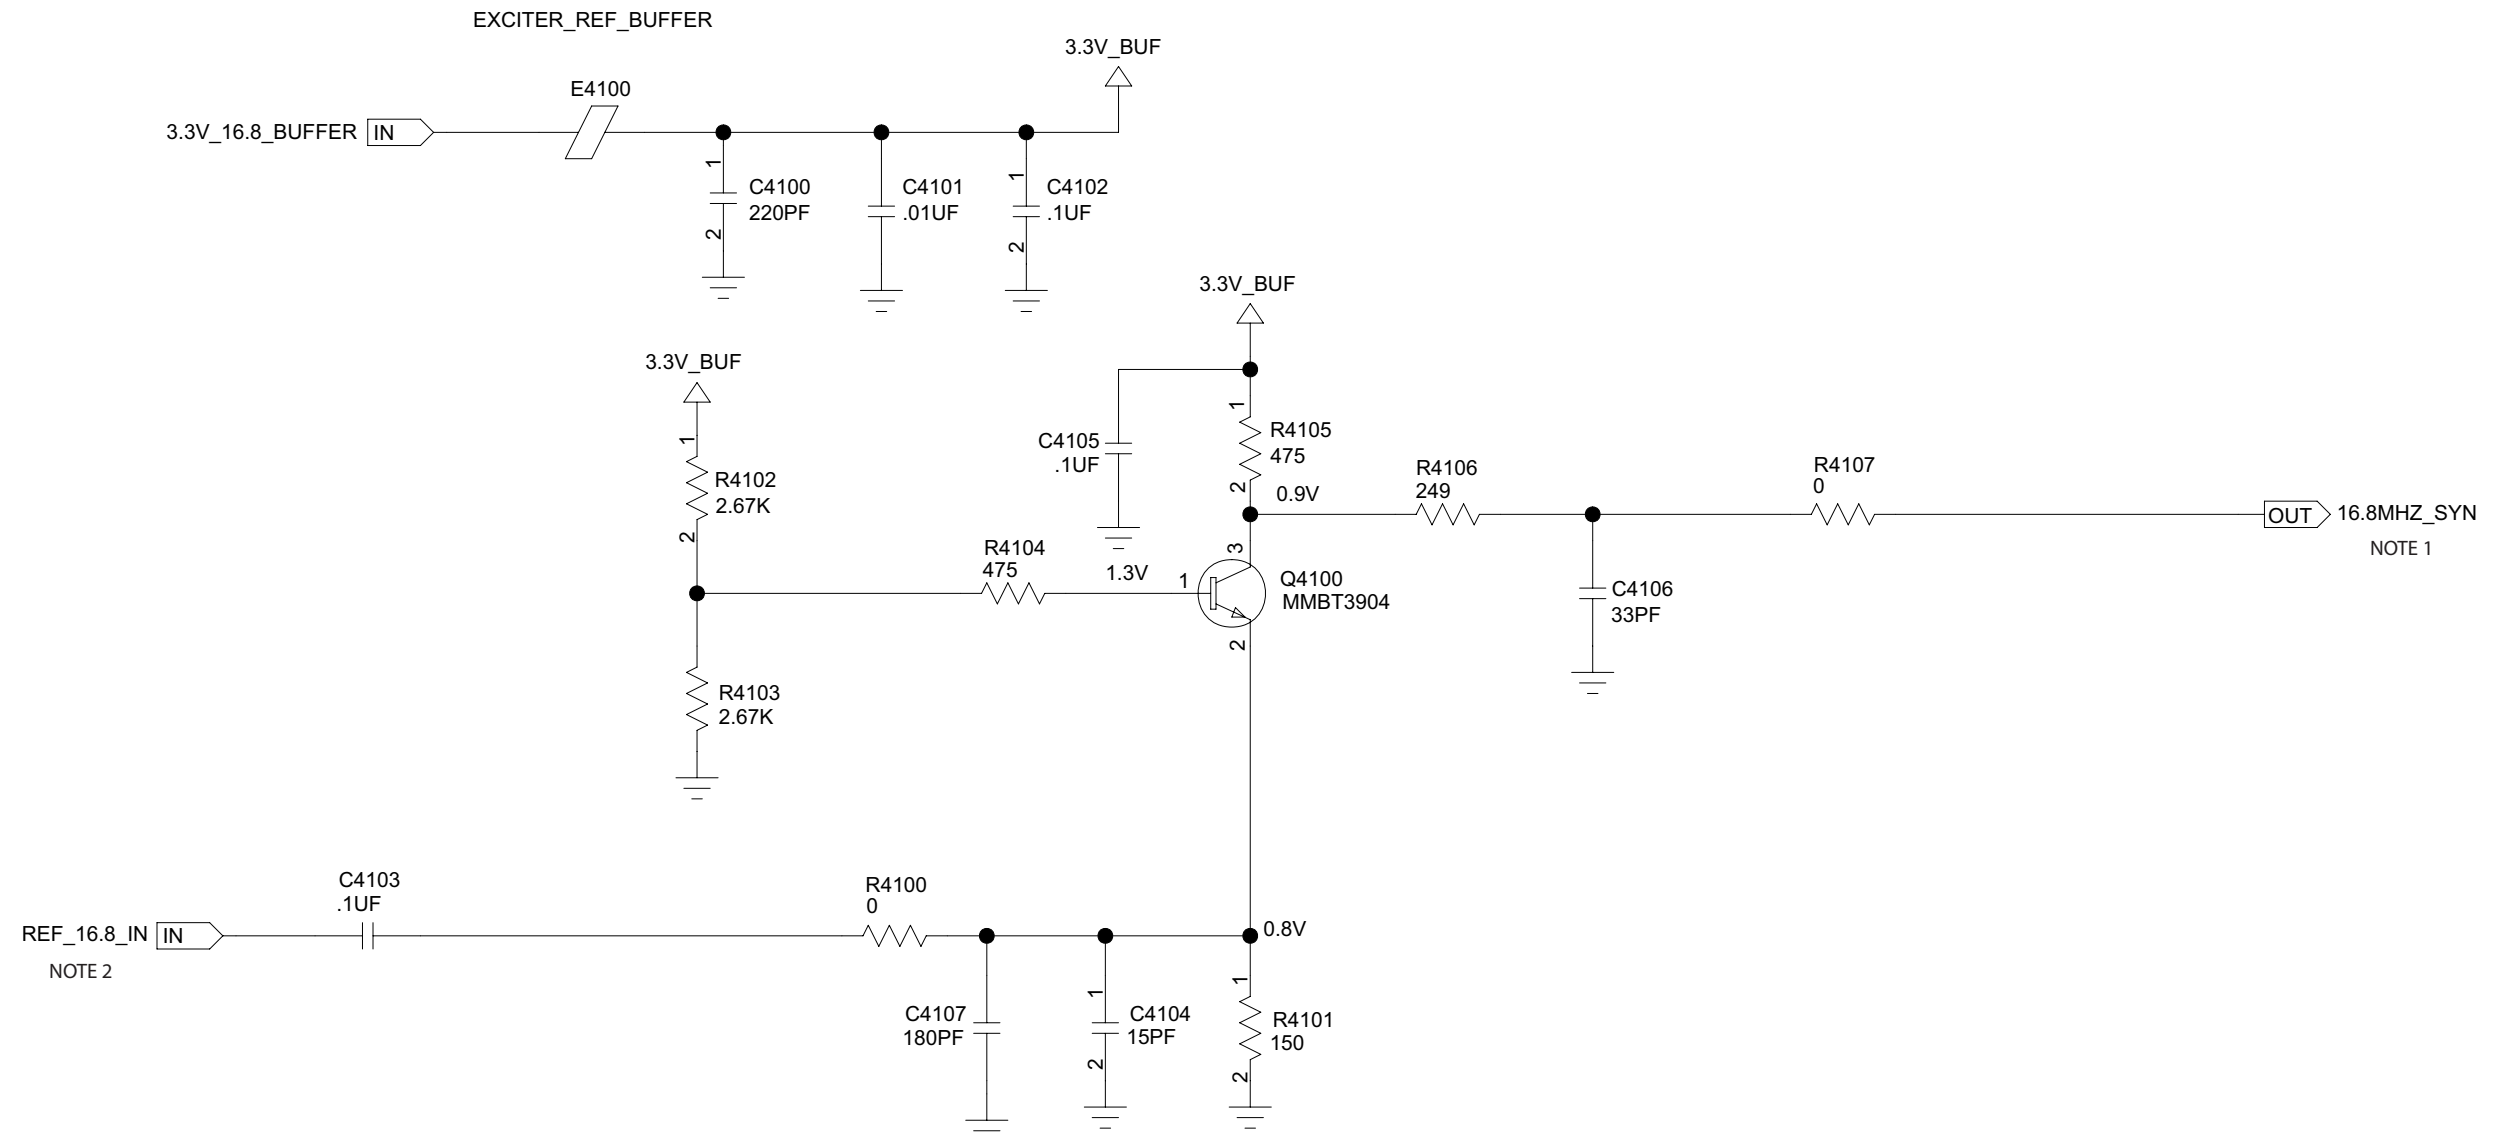 EXCITER_REF_BUFFER
3.3V_BUF
E4100
3.3V_16.8_BUFFER IN
1
C4100
220PF
2
C4101
.01UF
1
C4102
.1UF
2
3.3V_BUF
3.3V_BUF
1
R4102
2.67K
2
C4105
.1UF
1
R4105
475
2
0.9V
R4106
249
R4107
0
OUT 16.8MHZ_SYN
NOTE 1
R4104
475
1.3V
1
3
Q4100
MMBT3904
2
C4106
33PF
R4103
2.67K
C4103
.1UF
R4100
0
REF_16.8_IN IN
NOTE 2
0.8V
C4107
180PF
1
C4104
15PF
2
1
R4101
150
2